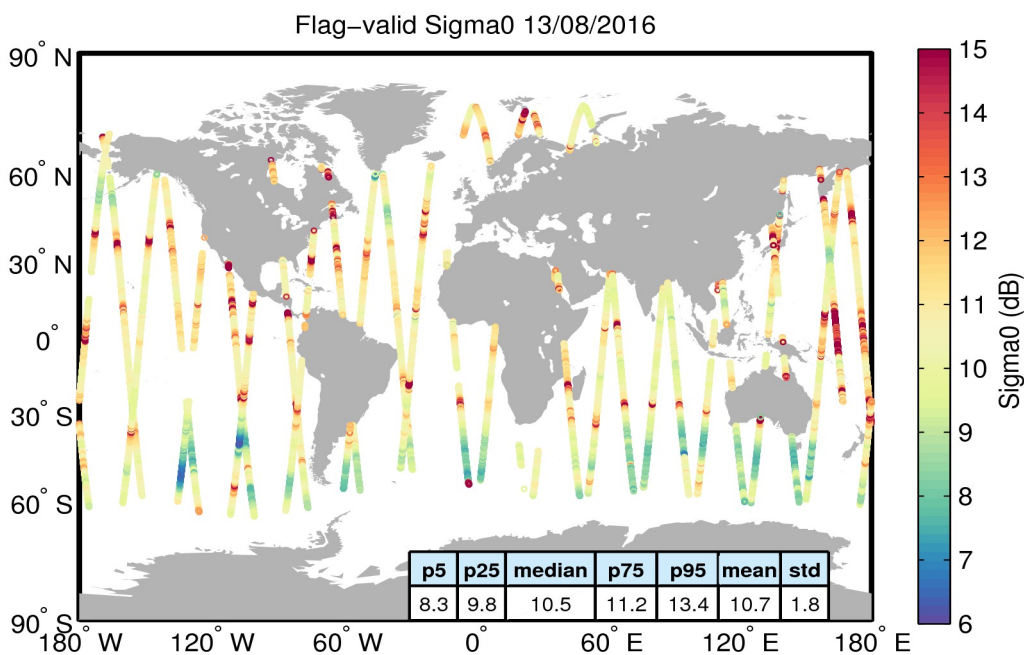 Flag−valid Sigma0 13/08/2016
90° N
60° N
30° N
0°
30° S
60° S
90° S
180° W
120° W
60° W
0°
60° E
120° E
180° E
15
14
13
12
11
10
9
8
7
6
Sigma0 (dB)
p5 p25 median p75 p95 mean std
8.3 9.8 10.5 11.2 13.4 10.7 1.8